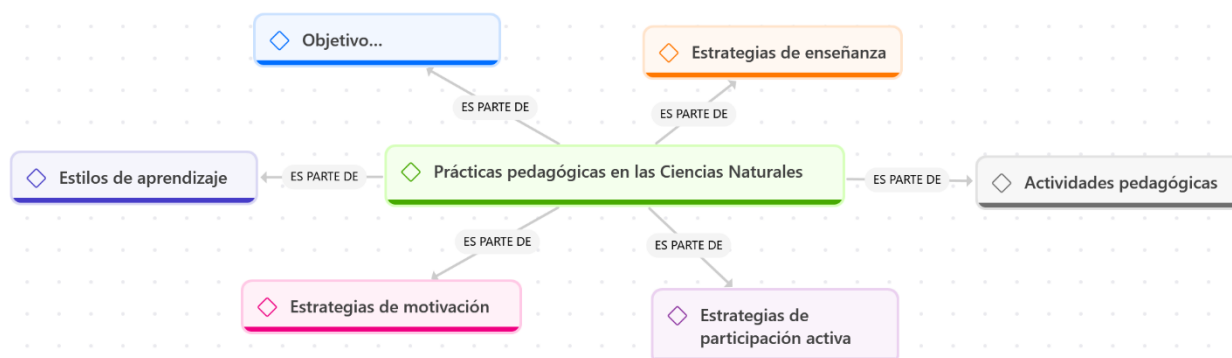 Objetivo...
Estrategias de enseñanza
ES PARTE DE
ES PARTE DE
Estilos de aprendizaje
ES PARTE DE
Prácticas pedagógicas en las Ciencias Naturales
ES PARTE DE
Actividades pedagógicas
ES PARTE DE
ES PARTE DE
Estrategias de motivación
Estrategias de
participación activa